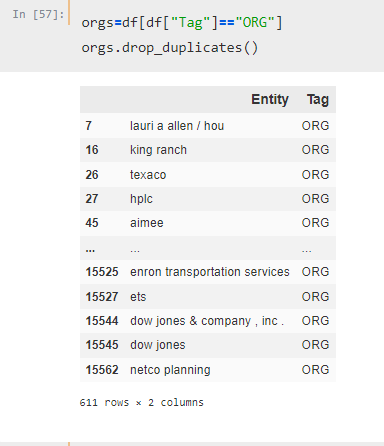 In [57]:
orgs=df[df["Tag"]=="ORG"]
orgs.drop_duplicates()
Entity Tag
7 lauri a allen / hou ORG
16 king ranch ORG
26 texaco ORG
27 hplc ORG
45 aimee ORG
... ... ...
15525 enron transportation services ORG
15527 ets ORG
15544 dow jones & company , inc . ORG
15545 dow jones ORG
15562 netco planning ORG
611 rows × 2 columns